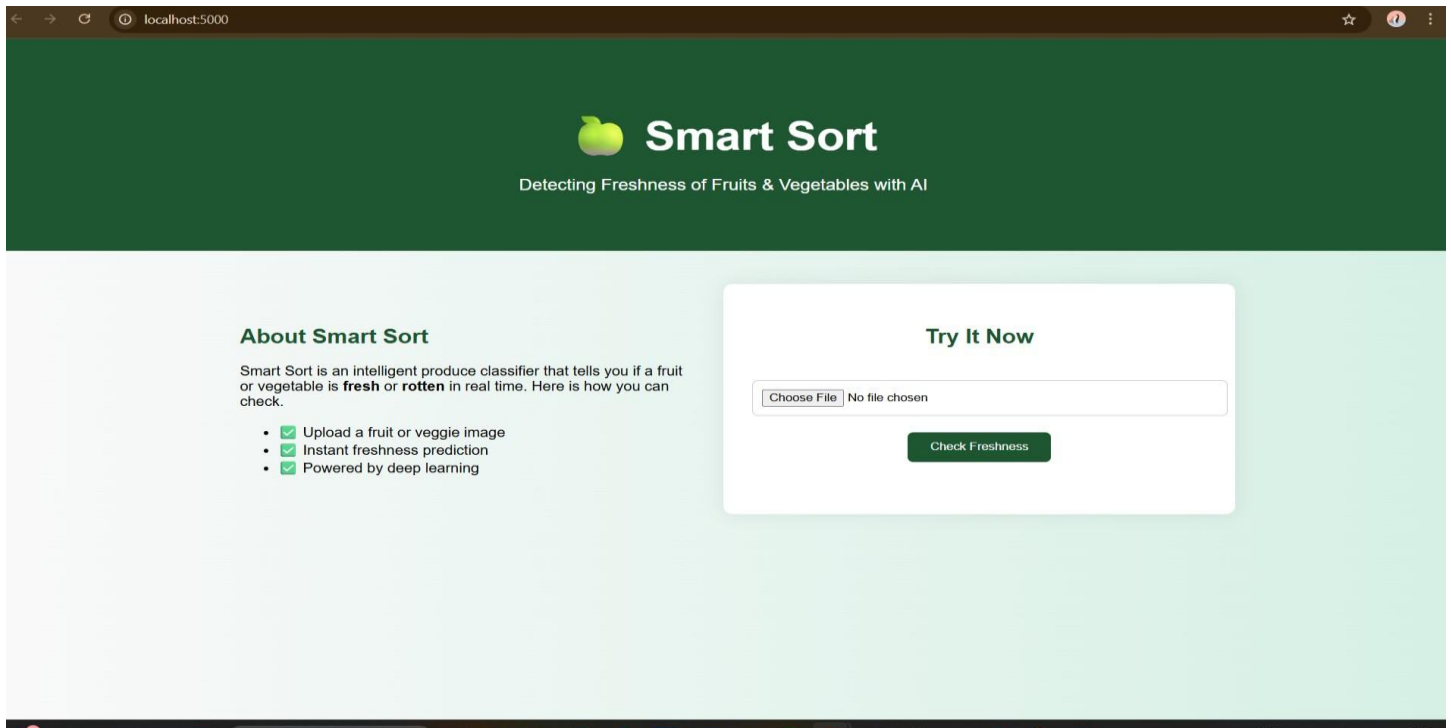 localhost:5000
Smart Sort
Detecting Freshness of Fruits & Vegetables with AI
About Smart Sort
Smart Sort is an intelligent produce classifier that tells you if a fruit
or vegetable is fresh or rotten in real time. Here is how you can
check.
• ✅ Upload a fruit or veggie image
• ✅ Instant freshness prediction
• ✅ Powered by deep learning
Try It Now
Choose File No file chosen
Check Freshness